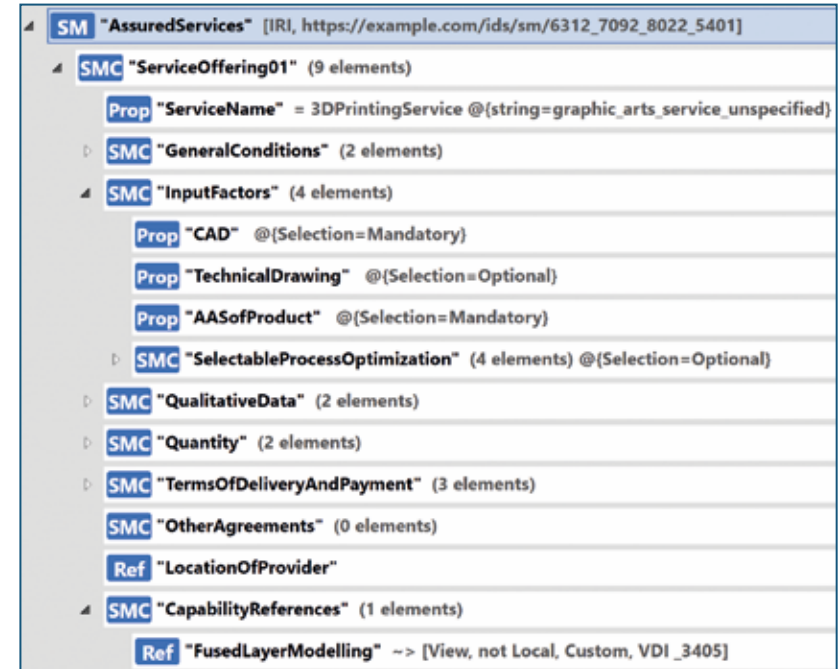 SM "AssuredServices" [IRI, https://example.com/ids/sm/6312_7092_8022_5401]
SMC "ServiceOffering01" (9 elements)
Prop "ServiceName" = 3DPrintingService @{string=graphic_arts_service_unspecified}
SMC "GeneralConditions" (2 elements)
SMC "InputFactors" (4 elements)
Prop "CAD" @{Selection=Mandatory}
Prop "TechnicalDrawing" @{Selection=Optional}
Prop "AASofProduct" @{Selection=Mandatory}
SMC "SelectableProcessOptimization" (4 elements) @{Selection=Optional}
SMC "QualitativeData" (2 elements)
SMC "Quantity" (2 elements)
SMC "TermsOfDeliveryAndPayment" (3 elements)
SMC "OtherAgreements" (0 elements)
Ref "LocationOfProvider"
SMC "CapabilityReferences" (1 elements)
Ref "FusedLayerModelling" ~> [View, not Local, Custom, VDI _3405]